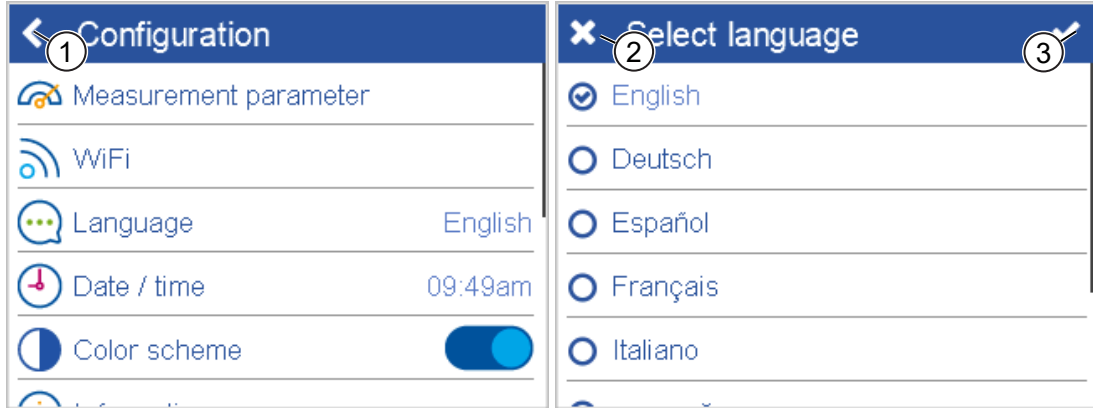 Configuration
1
Measurement parameter
WiFi
Language English
Date / time 09:49am
Color scheme
Select language
2
3
English
Deutsch
Español
Français
Italiano